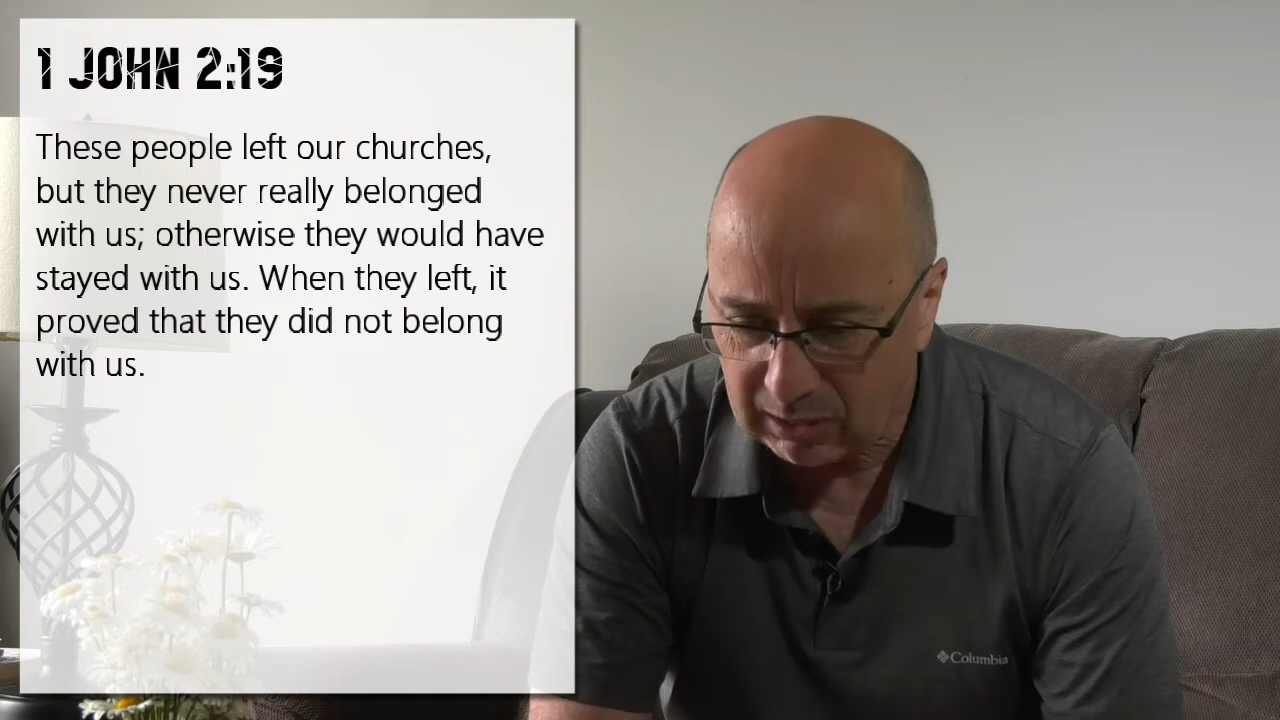 1 JOHN 2:19
These people left our churches,
but they never really belonged
with us; otherwise they would have
stayed with us. When they left, it
proved that they did not belong
with us.
Columbia